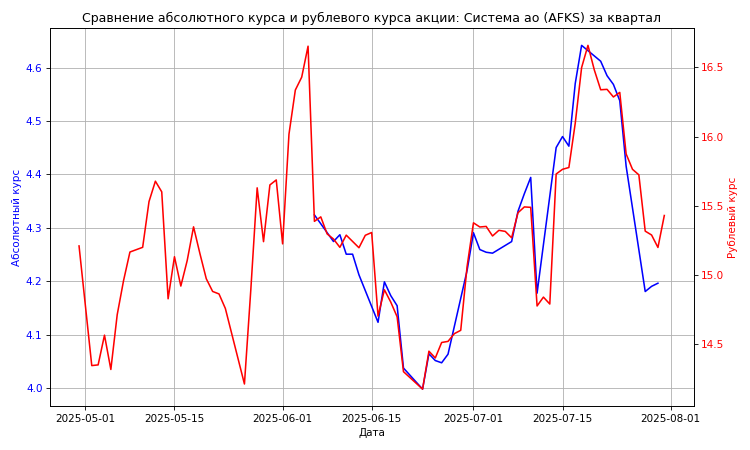 Сравнение абсолютного курса и рублевого курса акции: Система ао (AFKS) за квартал
Абсолютный курс
4.6
4.5
4.4
4.3
4.2
4.1
4.0
16.5
16.0
15.5
15.0
14.5
Рублевый курс
2025-05-01 2025-05-15 2025-06-01 2025-06-15 2025-07-01 2025-07-15 2025-08-01
Дата